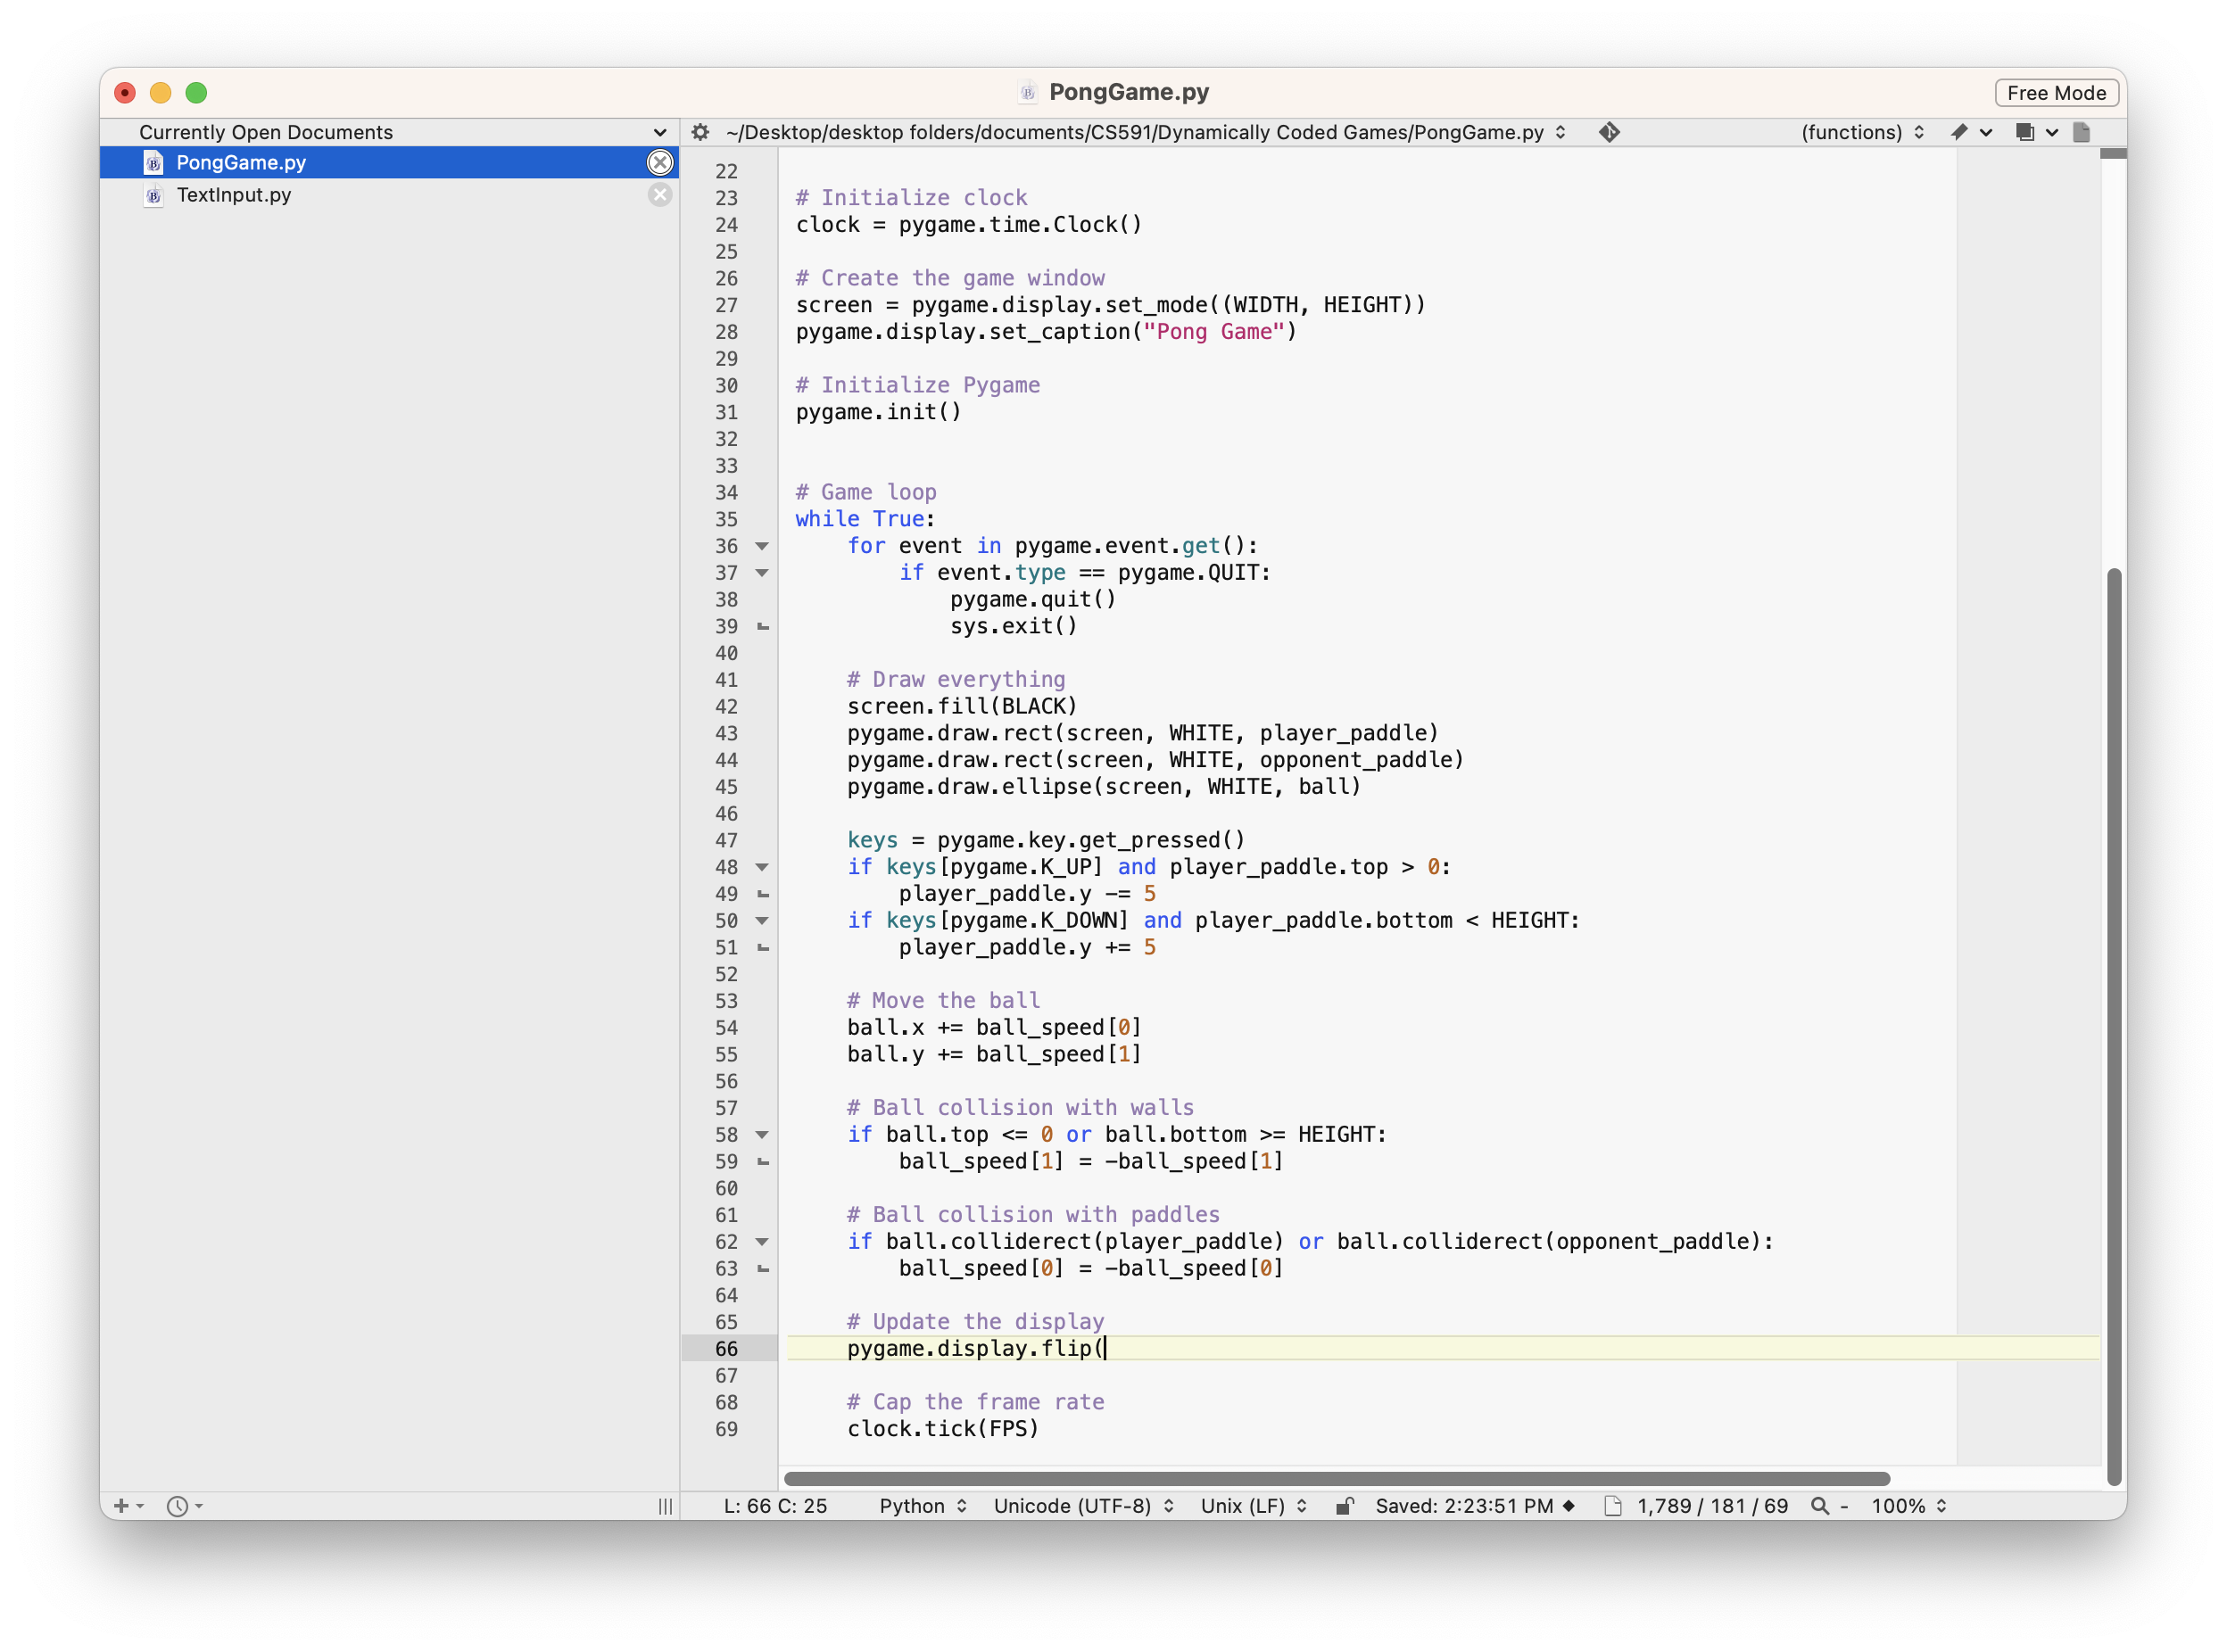 PongGame.py
Free Mode
Currently Open Documents
~/Desktop/desktop folders/documents/CS591/Dynamically Coded Games/PongGame.py
(functions)
PongGame.py
TextInput.py
22
23 # Initialize clock
24 clock = pygame.time.Clock()
25
26 # Create the game window
27 screen = pygame.display.set_mode((WIDTH, HEIGHT))
28 pygame.display.set_caption("Pong Game")
29
30 # Initialize Pygame
31 pygame.init()
32
33
34 # Game loop
35 while True:
36     for event in pygame.event.get():
37         if event.type == pygame.QUIT:
38             pygame.quit()
39             sys.exit()
40
41     # Draw everything
42     screen.fill(BLACK)
43     pygame.draw.rect(screen, WHITE, player_paddle)
44     pygame.draw.rect(screen, WHITE, opponent_paddle)
45     pygame.draw.ellipse(screen, WHITE, ball)
46
47     keys = pygame.key.get_pressed()
48     if keys[pygame.K_UP] and player_paddle.top > 0:
49         player_paddle.y -= 5
50     if keys[pygame.K_DOWN] and player_paddle.bottom < HEIGHT:
51         player_paddle.y += 5
52
53     # Move the ball
54     ball.x += ball_speed[0]
55     ball.y += ball_speed[1]
56
57     # Ball collision with walls
58     if ball.top <= 0 or ball.bottom >= HEIGHT:
59         ball_speed[1] = -ball_speed[1]
60
61     # Ball collision with paddles
62     if ball.colliderect(player_paddle) or ball.colliderect(opponent_paddle):
63         ball_speed[0] = -ball_speed[0]
64
65     # Update the display
66     pygame.display.flip(
67
68     # Cap the frame rate
69     clock.tick(FPS)
L: 66 C: 25 Python Unicode (UTF-8) Unix (LF) Saved: 2:23:51 PM 1,789 / 181 / 69 - 100%